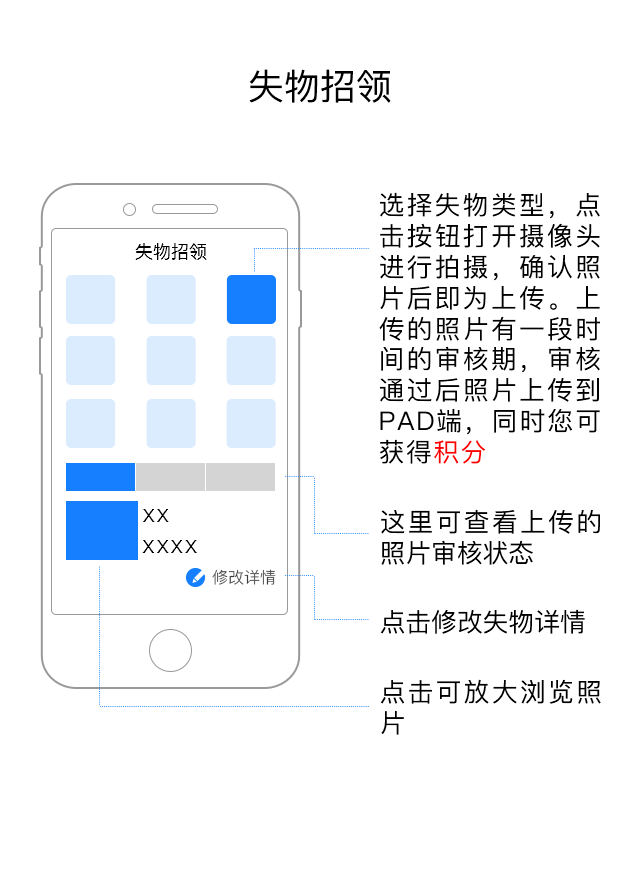 失物招领
失物招领
XX
XXXX
修改详情
选择失物类型，点
击按钮打开摄像头
进行拍摄，确认照
片后即为上传。上
传的照片有一段时
间的审核期，审核
通过后照片上传到
PAD端，同时您可
获得积分
这里可查看上传的
照片审核状态
点击修改失物详情
点击可放大浏览照
片